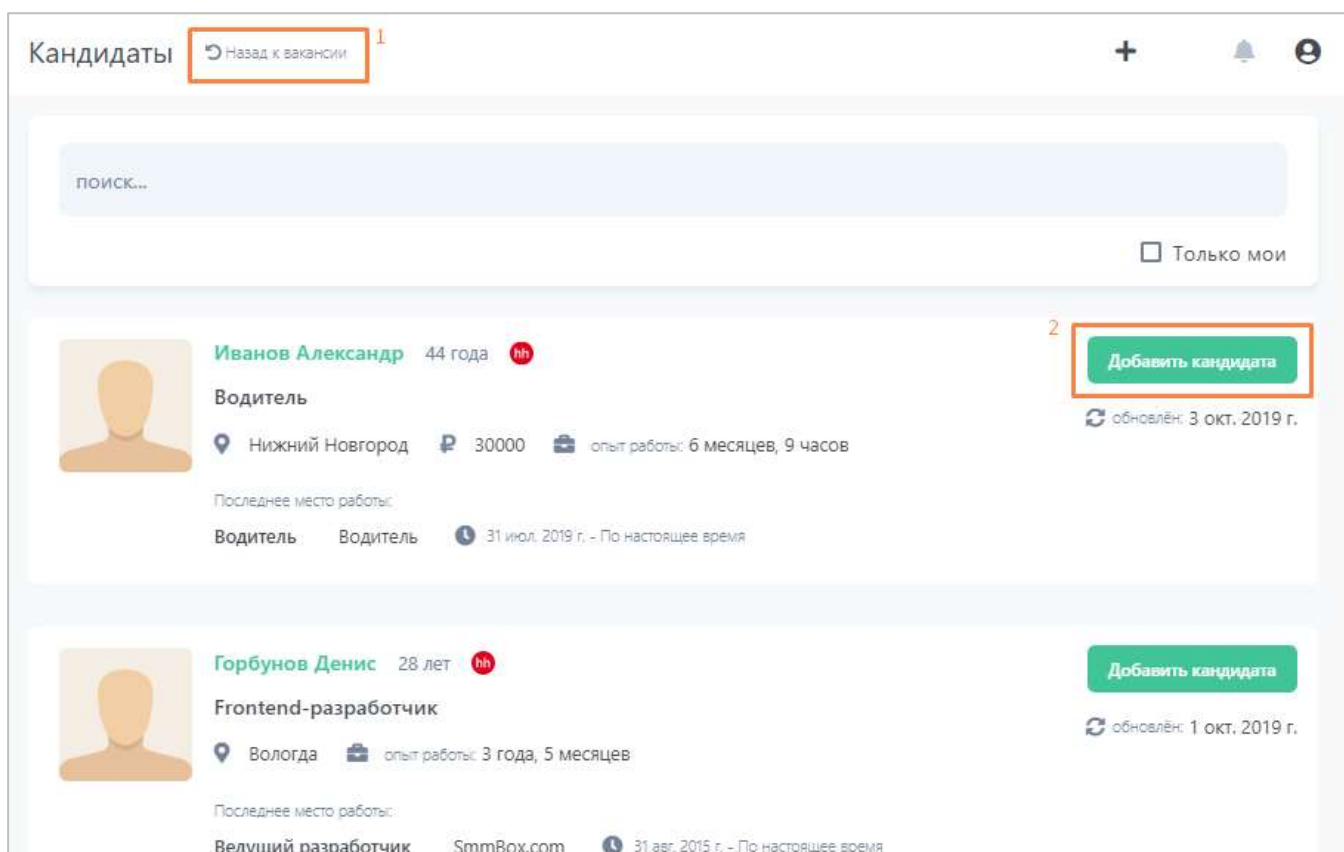 Кандидаты Назад к вакансии 1
поиск...
Только мои
2
Иванов Александр 44 года hh Добавить кандидата
Водитель
обновлён: 3 окт. 2019 г.
Нижний Новгород ₽ 30000 опыт работы: 6 месяцев, 9 часов
Последнее место работы:
Водитель Водитель 31 июл. 2019 г. - По настоящее время
Горбунов Денис 28 лет hh Добавить кандидата
Frontend-разработчик
обновлён: 1 окт. 2019 г.
Вологда опыт работы: 3 года, 5 месяцев
Последнее место работы:
Ведущий разработчик SmmBox.com 31 авг. 2015 г. - По настоящее время